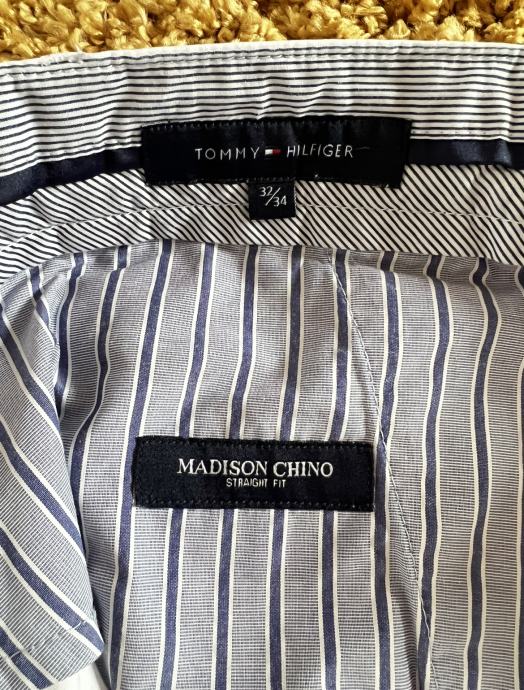 TOMMY HILFIGER
32/34
MADISON CHINO
STRAIGHT FIT